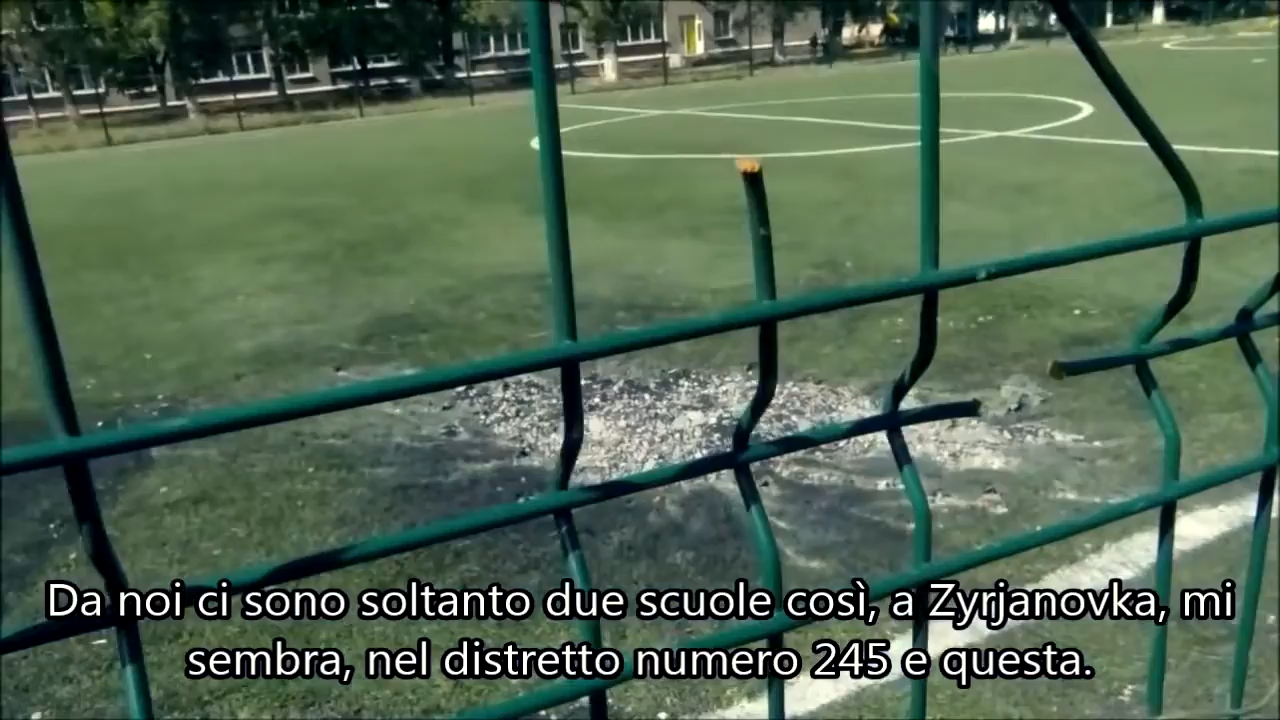 Da noi ci sono soltanto due scuole così, a Zyrjanovka, mi
sembra, nel distretto numero 245 e questa.